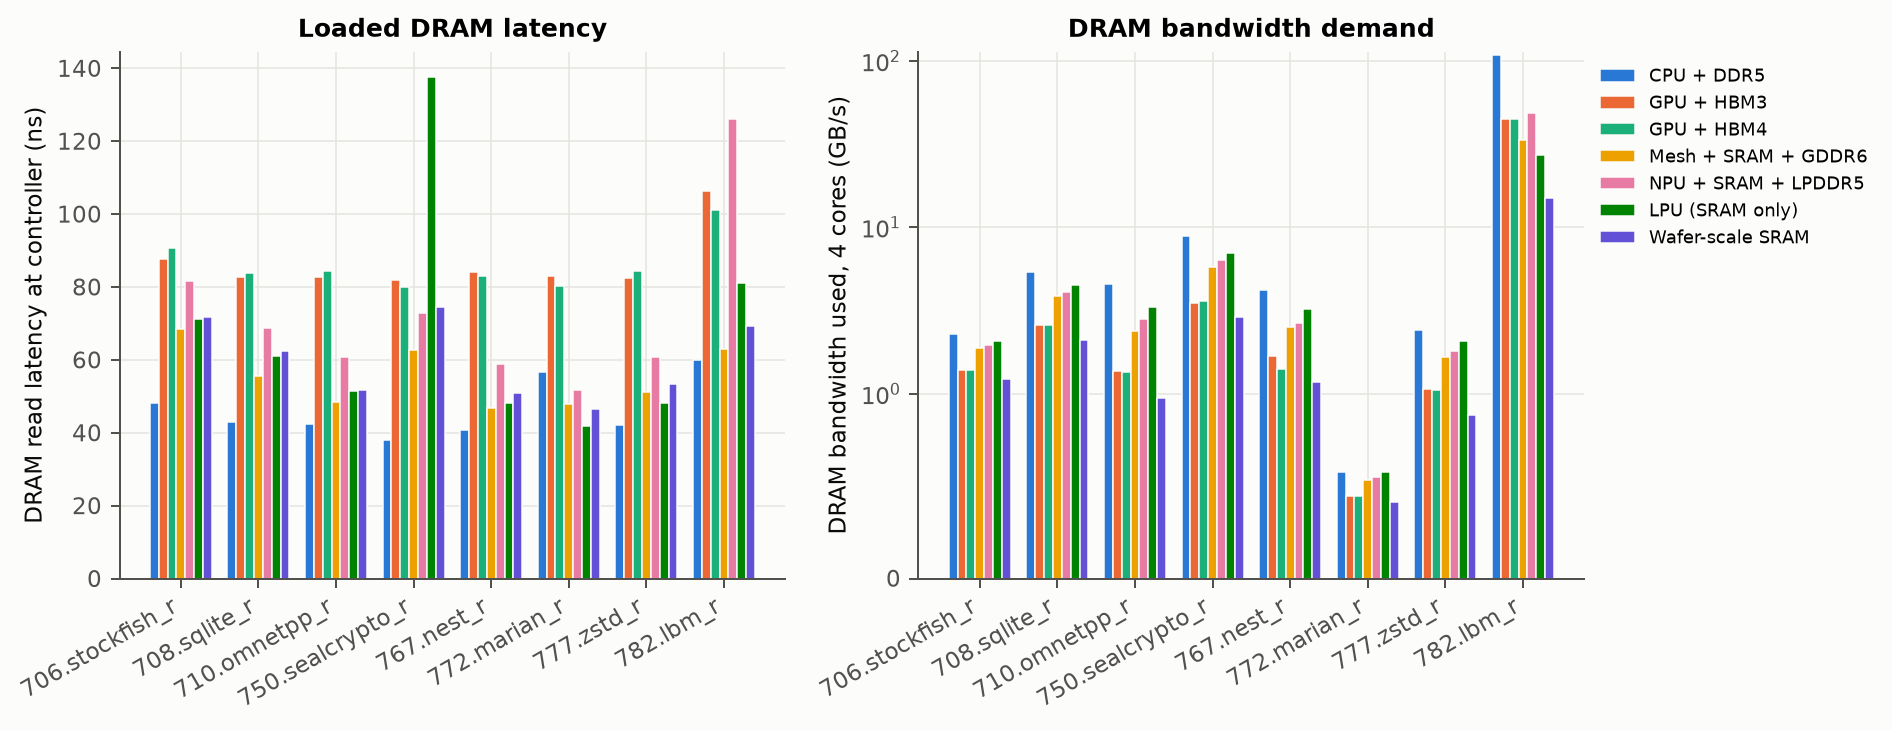 Loaded DRAM latency
DRAM read latency at controller (ns)
140
120
100
80
60
40
20
0
706.stockfish_r
708.sqlite_r
710.omnetpp_r
750.sealcrypto_r
767.nest_r
772.marian_r
777.zstd_r
782.lbm_r
DRAM bandwidth demand
DRAM bandwidth used, 4 cores (GB/s)
10²
10¹
10⁰
0
706.stockfish_r
708.sqlite_r
710.omnetpp_r
750.sealcrypto_r
767.nest_r
772.marian_r
777.zstd_r
782.lbm_r
CPU + DDR5
GPU + HBM3
GPU + HBM4
Mesh + SRAM + GDDR6
NPU + SRAM + LPDDR5
LPU (SRAM only)
Wafer-scale SRAM